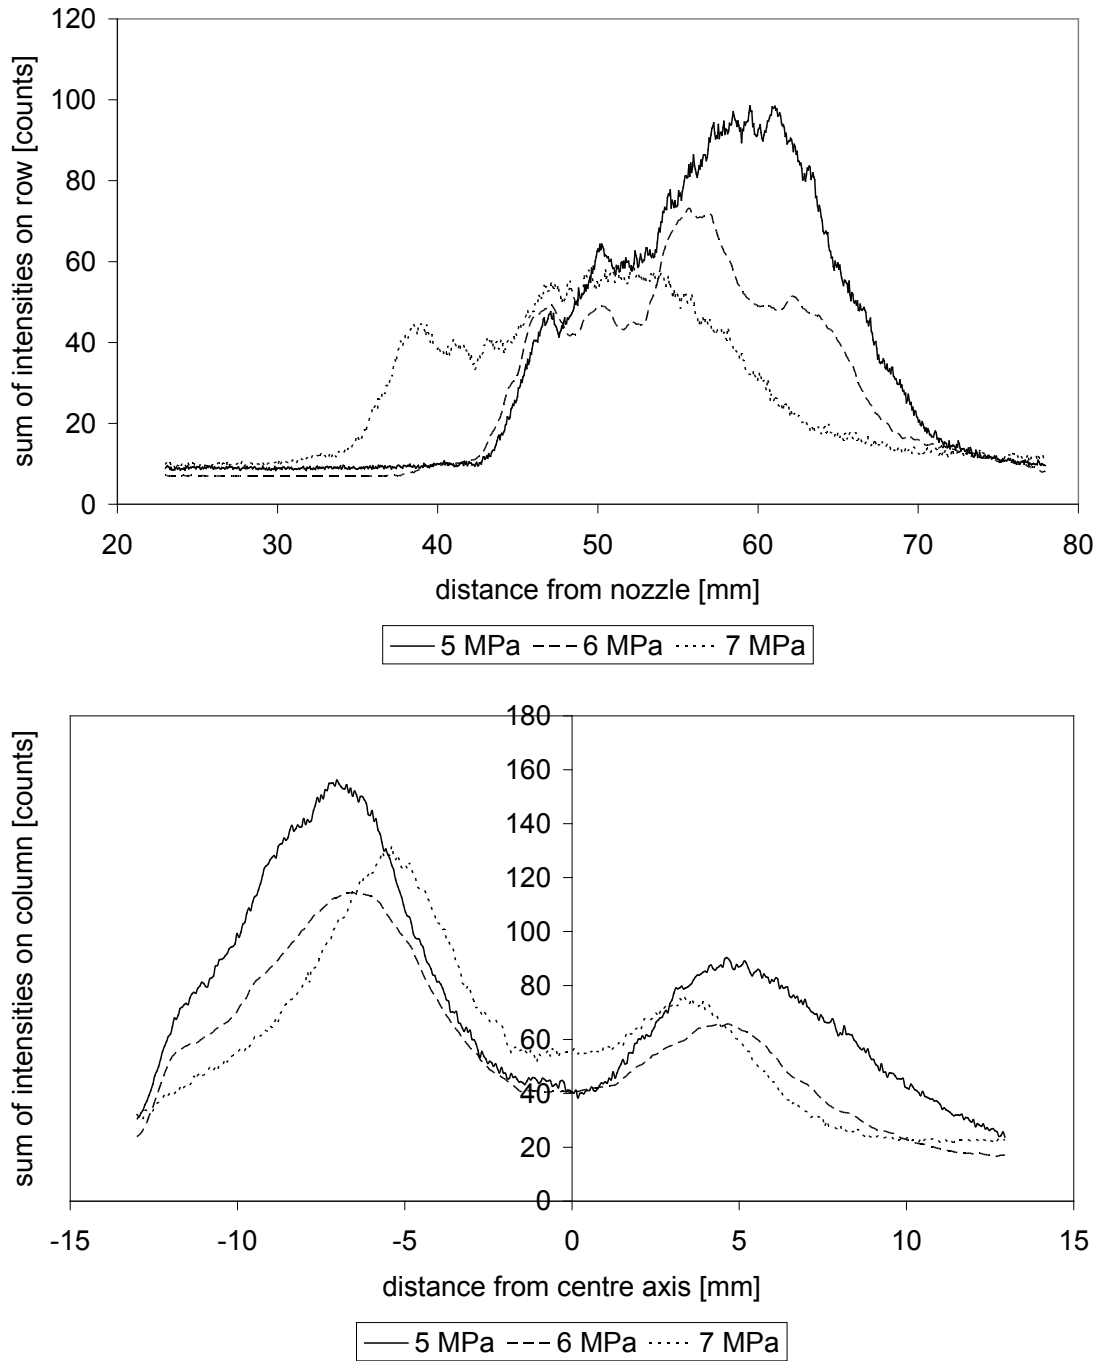 120
100
80
60
40
20
0
sum of intensities on row [counts]
20 30 40 50 60 70 80
distance from nozzle [mm]
5 MPa 6 MPa 7 MPa
180
160
140
120
100
80
60
40
20
0
sum of intensities on column [counts]
-15 -10 -5 0 5 10 15
distance from centre axis [mm]
5 MPa 6 MPa 7 MPa